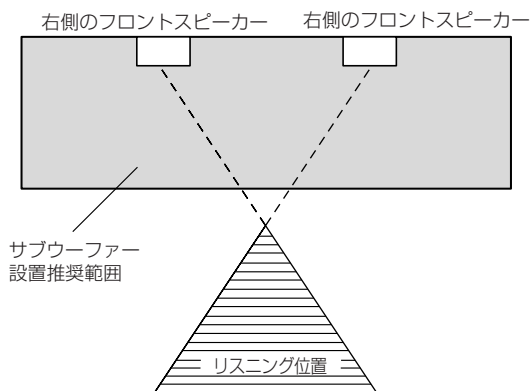 右側のフロントスピーカー
右側のフロントスピーカー
サブウーファー
設置推奨範囲
リスニング位置